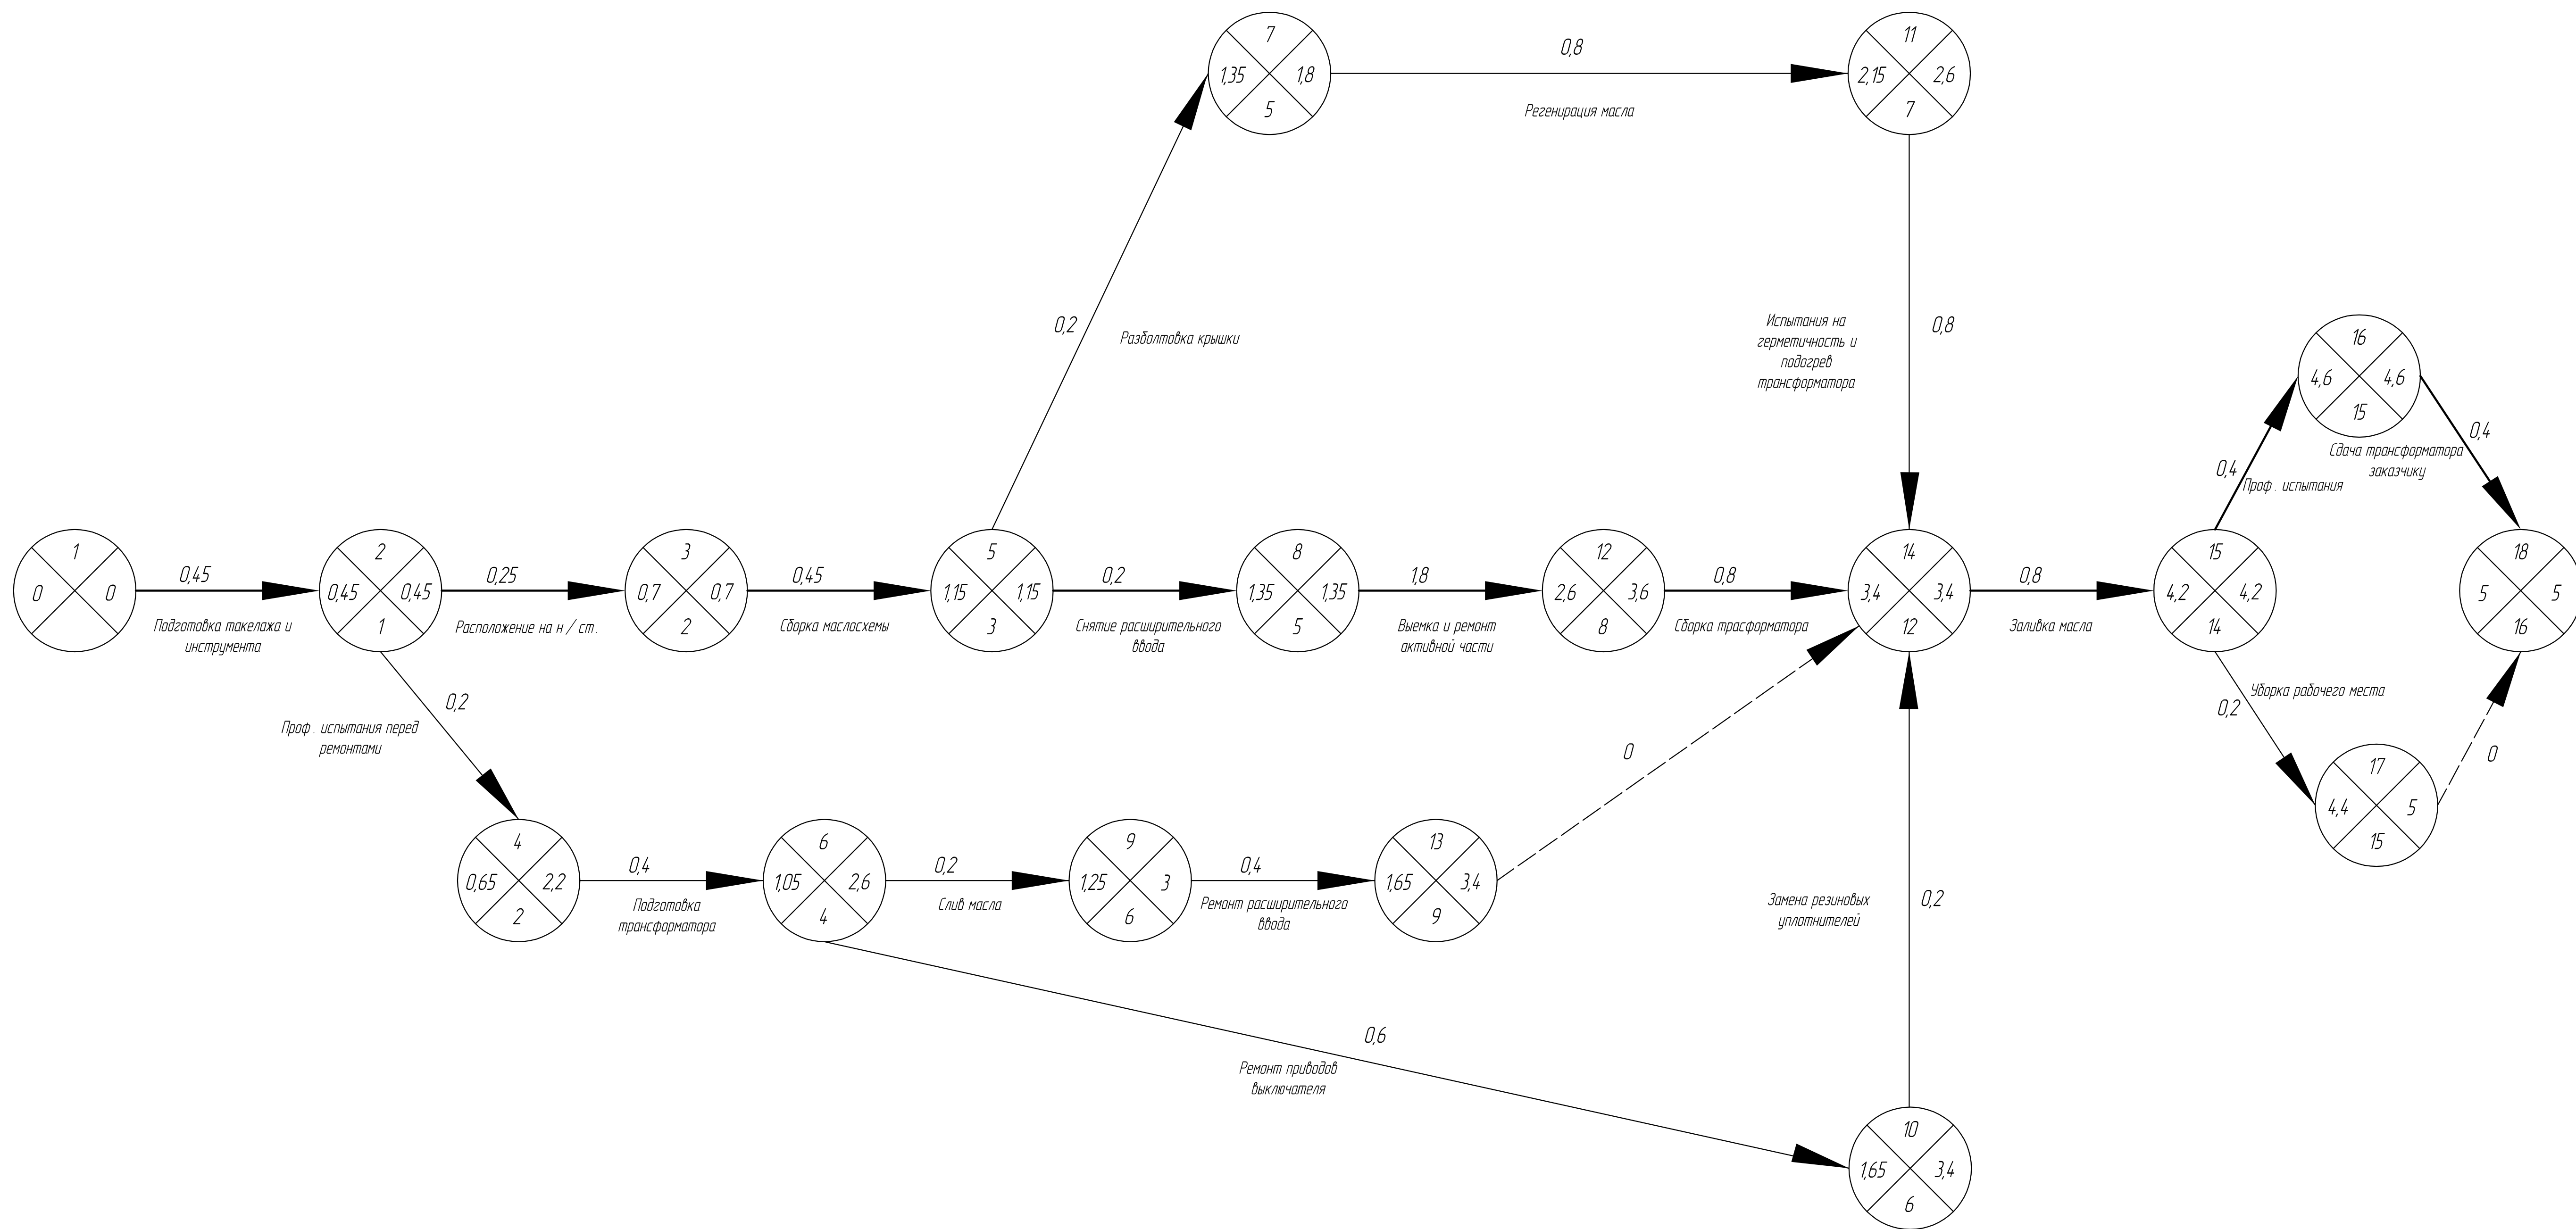 7
1,35
1,8
5
0,8
Регенирация масла
11
2,15
2,6
7
0,2
Разболтовка крышки
Испытания на
герметичность и
подогрев
трансформатора
0,8
16
4,6
4,6
15
0,4
Проф. испытания
0,4
Сдача трансформатора
заказчику
1
0
0
0,45
Подготовка такелажа и
инструмента
2
0,45
0,45
1
0,25
Расположение на н / ст.
3
0,7
0,7
2
0,45
Сборка маслосхемы
5
1,15
1,15
3
0,2
Снятие расширительного
ввода
8
1,35
1,35
5
1,8
Выемка и ремонт
активной части
12
2,6
3,6
8
0,8
Сборка трасформатора
14
3,4
3,4
12
0,8
Заливка масла
15
4,2
4,2
14
18
5
5
16
0,2
Проф. испытания перед
ремонтами
0
Уборка рабочего места
0,2
17
4,4
5
15
0
4
0,65
2,2
2
0,4
Подготовка
трансформатора
6
1,05
2,6
4
0,2
Слив масла
9
1,25
3
6
0,4
Ремонт расширительного
ввода
13
1,65
3,4
9
Замена резиновых
уплотнителей
0,2
0,6
Ремонт приводов
выключателя
10
1,65
3,4
6